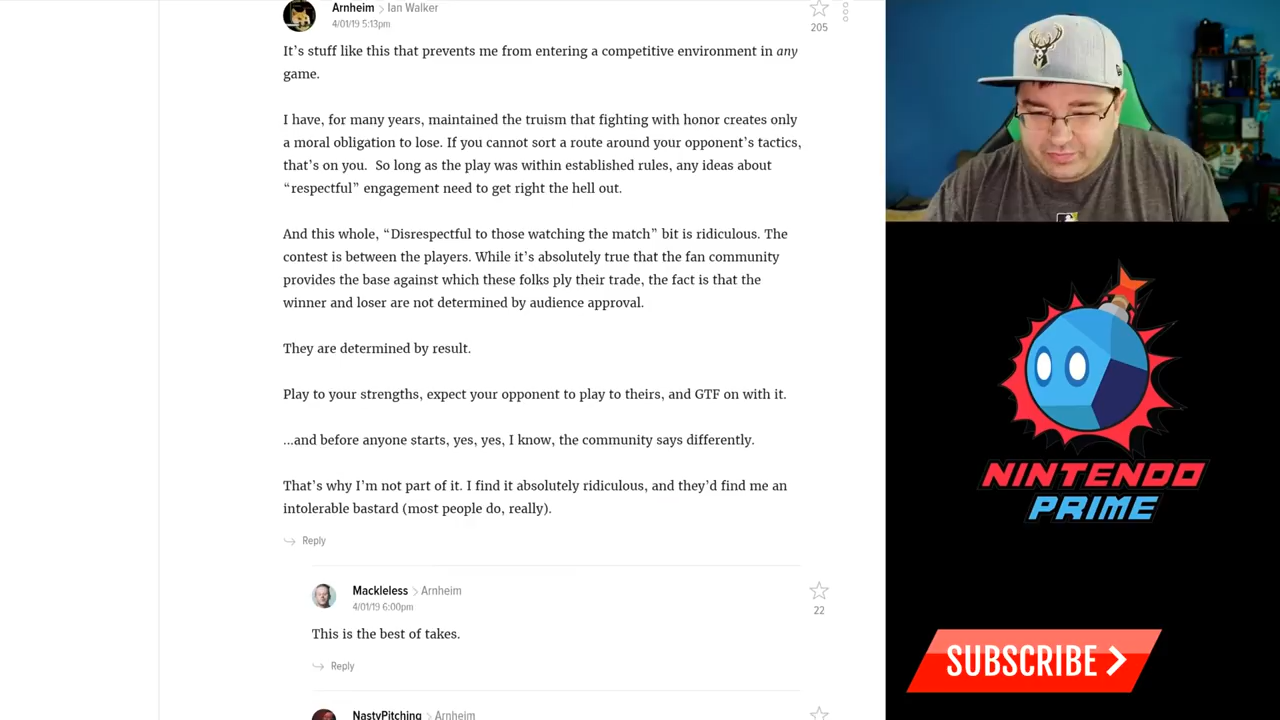 Arnheim > Ian Walker
4/01/19 5:13pm
205
It's stuff like this that prevents me from entering a competitive environment in any
game.
I have, for many years, maintained the truism that fighting with honor creates only
a moral obligation to lose. If you cannot sort a route around your opponent's tactics,
that's on you.  So long as the play was within established rules, any ideas about
“respectful” engagement need to get right the hell out.
And this whole, “Disrespectful to those watching the match” bit is ridiculous. The
contest is between the players. While it's absolutely true that the fan community
provides the base against which these folks ply their trade, the fact is that the
winner and loser are not determined by audience approval.
They are determined by result.
Play to your strengths, expect your opponent to play to theirs, and GTF on with it.
...and before anyone starts, yes, yes, I know, the community says differently.
That's why I'm not part of it. I find it absolutely ridiculous, and they'd find me an
intolerable bastard (most people do, really).
Reply
Mackleless > Arnheim
4/01/19 6:00pm
22
This is the best of takes.
Reply
NastyPitching > Arnheim
NINTENDO
PRIME
SUBSCRIBE